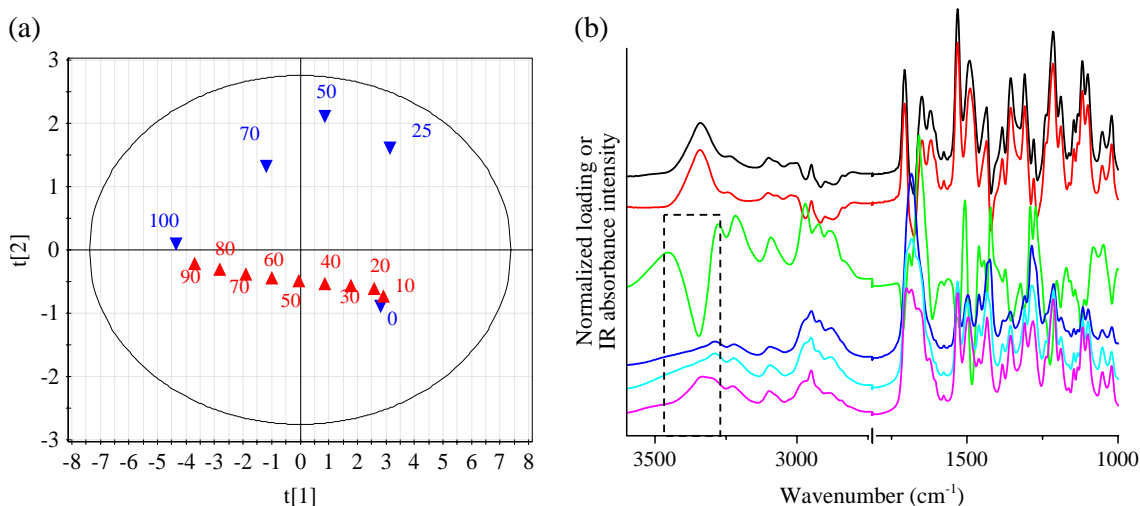 (a)
t[2]
3
2
1
0
-1
-2
-3
50
25
70
100
80
60
40
20
90
70
50
30
10
0
-8 -7 -6 -5 -4 -3 -2 -1 0 1 2 3 4 5 6 7 8
t[1]
(b)
Normalized loading or
IR absorbance intensity
3500 3000 1500 1000
Wavenumber (cm⁻¹)